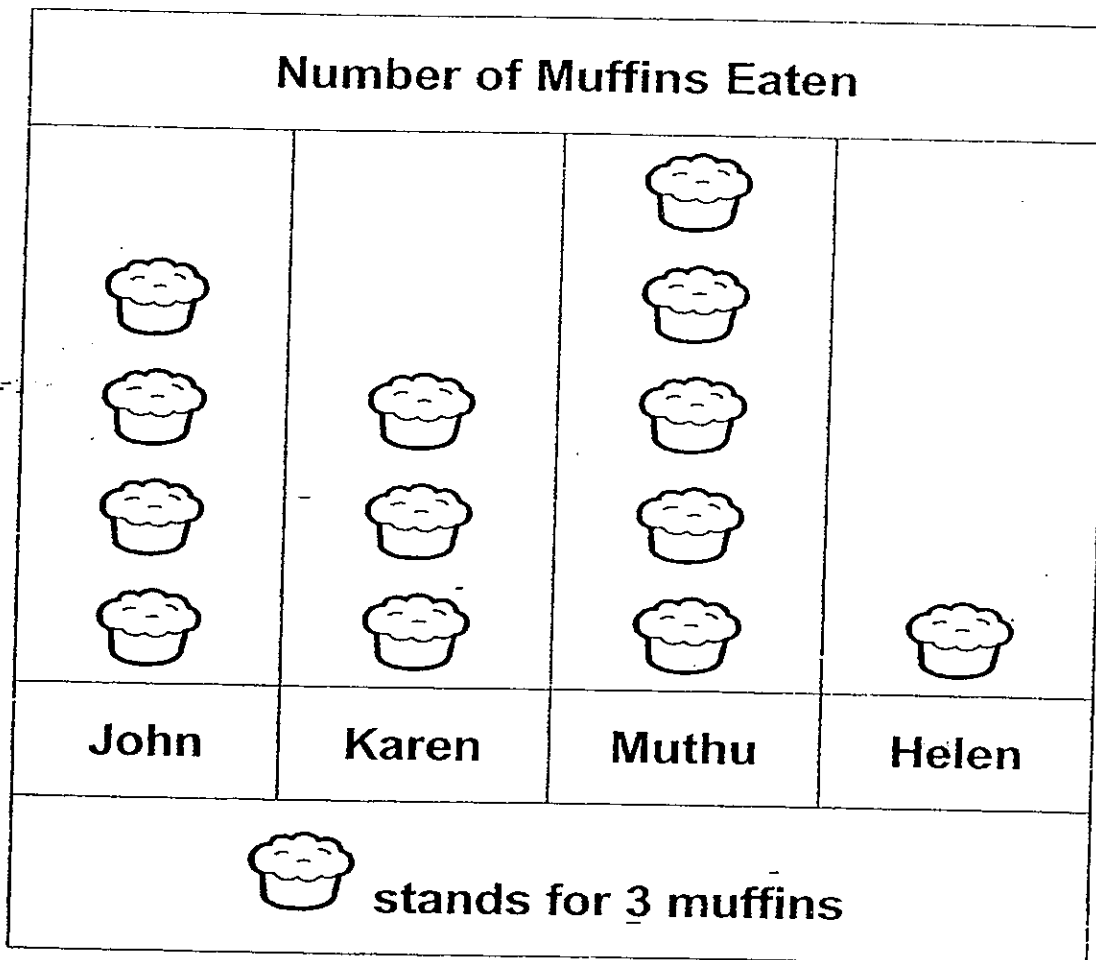 Number of Muffins Eaten
John Karen Muthu Helen
stands for 3 muffins